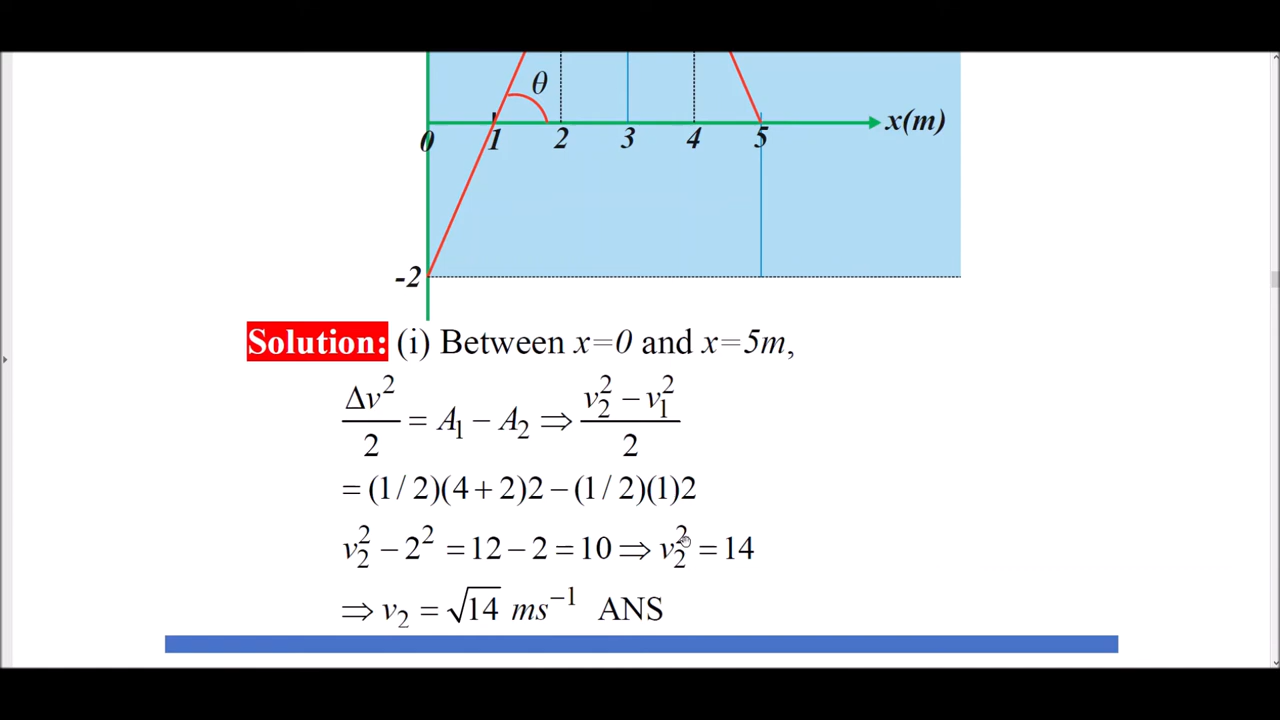 θ
x(m)
0 1 2 3 4 5
-2
Solution: (i) Between x=0 and x=5m,
Δv²/2 = A₁ − A₂ ⇒ (v₂² − v₁²)/2
= (1/2)(4+2)2 − (1/2)(1)2
v₂² − 2² = 12 − 2 = 10 ⇒ v₂² = 14
⇒ v₂ = √14 ms⁻¹ ANS